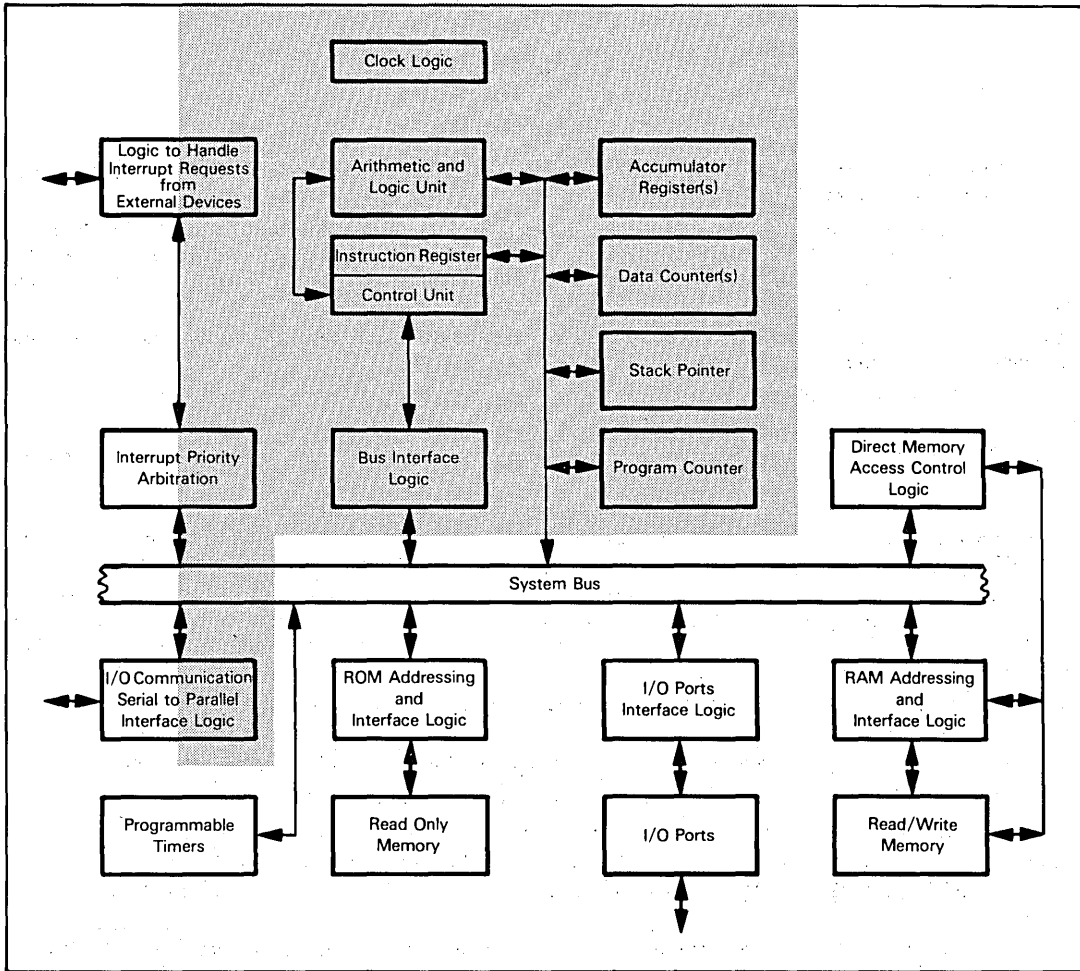 Clock Logic
Logic to Handle
Interrupt Requests
from
External Devices
Arithmetic and
Logic Unit
Accumulator
Register(s)
Instruction Register
Control Unit
Data Counter(s)
Stack Pointer
Interrupt Priority
Arbitration
Bus Interface
Logic
Program Counter
Direct Memory
Access Control
Logic
System Bus
I/O Communication
Serial to Parallel
Interface Logic
ROM Addressing
and
Interface Logic
I/O Ports
Interface Logic
RAM Addressing
and
Interface Logic
Programmable
Timers
Read Only
Memory
I/O Ports
Read/Write
Memory